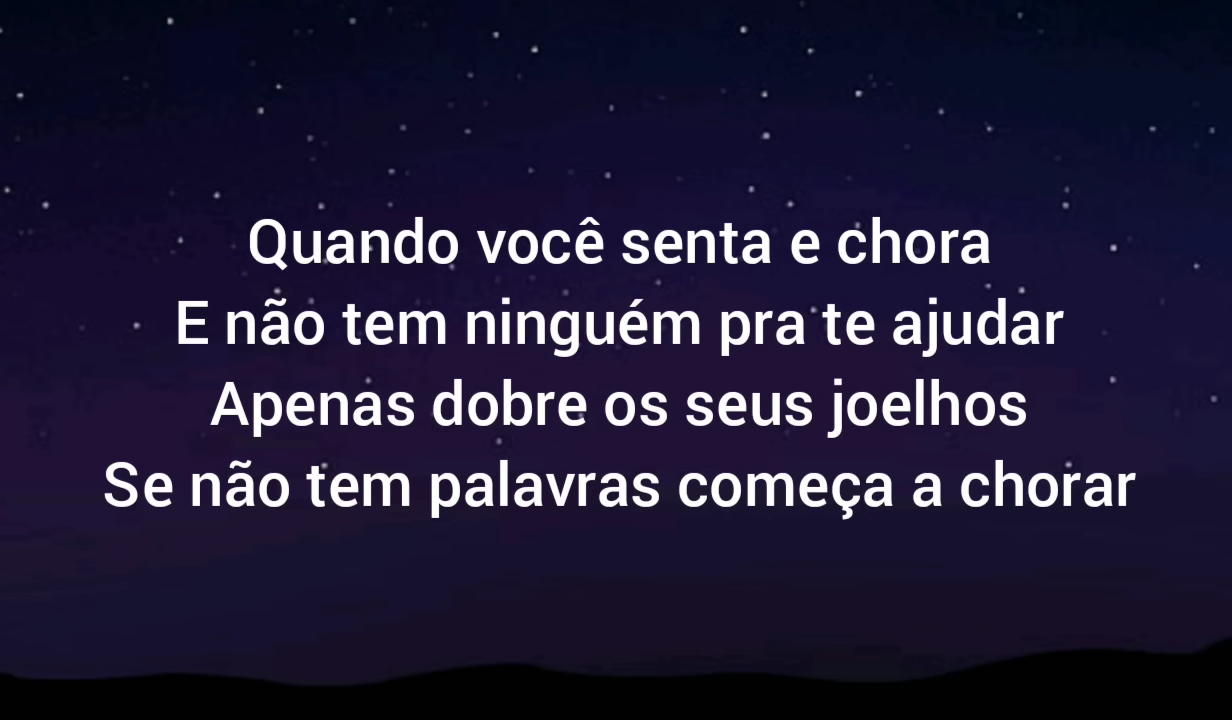 Quando você senta e chora
E não tem ninguém pra te ajudar
Apenas dobre os seus joelhos
Se não tem palavras começa a chorar